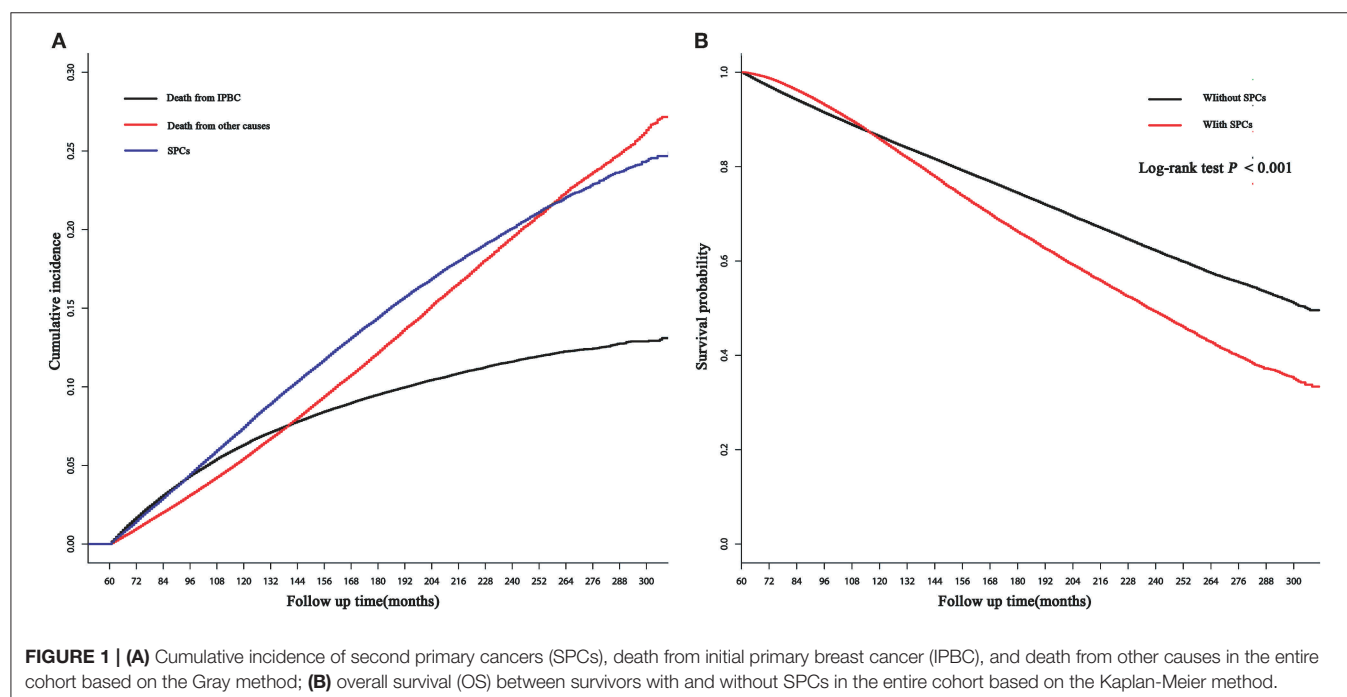 A
0.30
0.25
0.20
0.15
0.10
0.05
0.00
Cumulative incidence
Death from IPBC
Death from other causes
SPCs
60 72 84 96 108 120 132 144 156 168 180 192 204 216 228 240 252 264 276 288 300
Follow up time(months)
B
1.0
0.8
0.6
0.4
0.2
0.0
Survival probability
WIithout SPCs
WIith SPCs
Log-rank test P < 0.001
60 72 84 96 108 120 132 144 156 168 180 192 204 216 228 240 252 264 276 288 300
Follow up time(months)
FIGURE 1 | (A) Cumulative incidence of second primary cancers (SPCs), death from initial primary breast cancer (IPBC), and death from other causes in the entire
cohort based on the Gray method; (B) overall survival (OS) between survivors with and without SPCs in the entire cohort based on the Kaplan-Meier method.